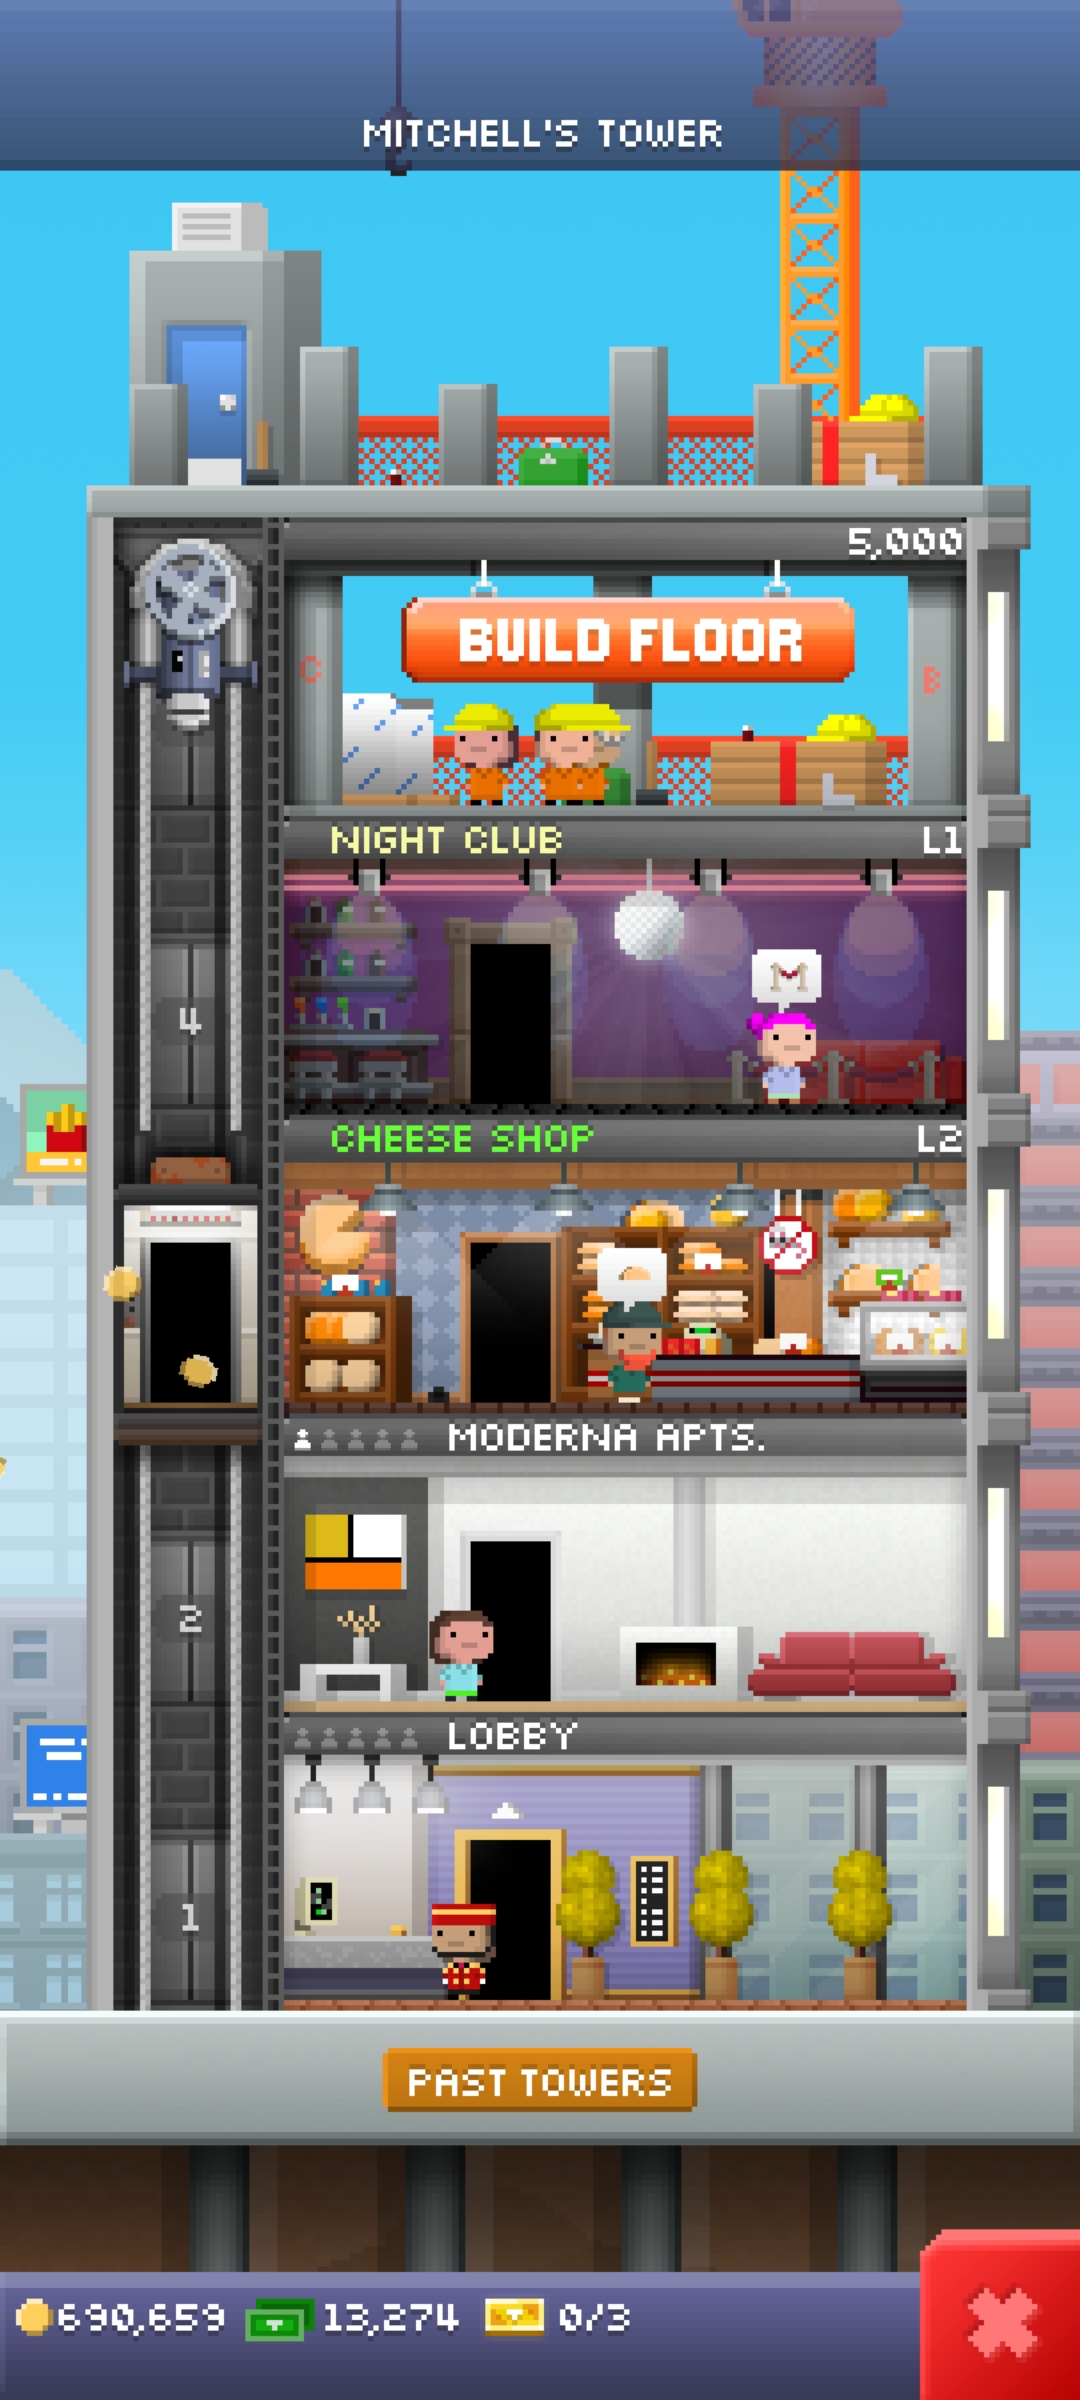 MITCHELL'S TOWER
5,000
BUILD FLOOR
C
B
NIGHT CLUB L1
4
M
CHEESE SHOP L2
MODERNA APTS.
2
LOBBY
1
PAST TOWERS
690,659 13,274 0/3